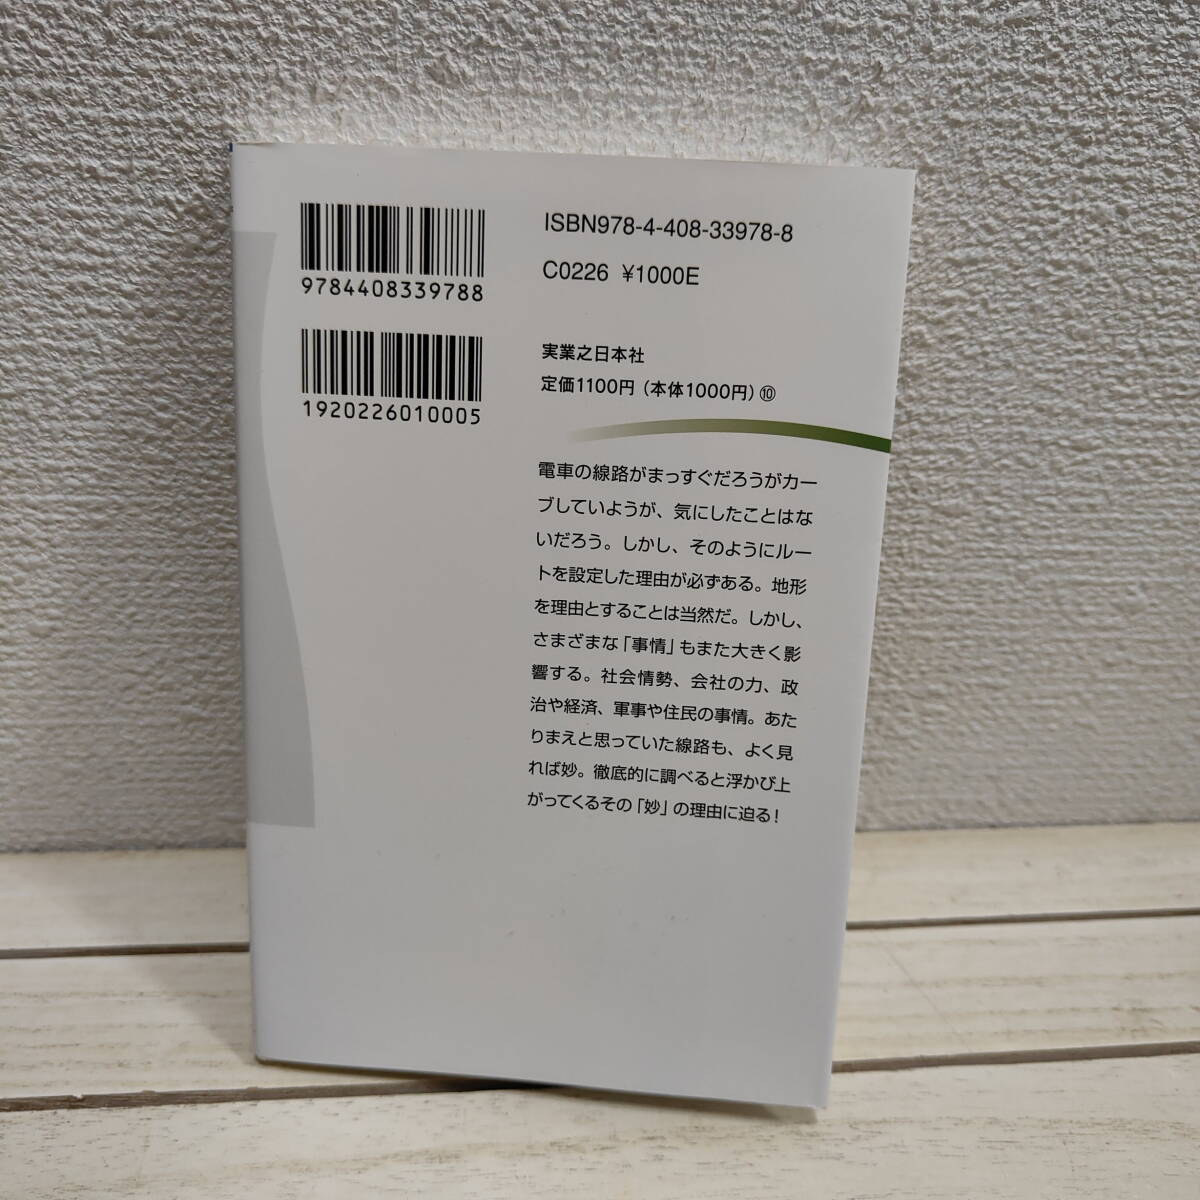 9784408339788
1920226010005
ISBN978-4-408-33978-8
C0226 ¥1000E
実業之日本社
定価1100円（本体1000円）⑩
電車の線路がまっすぐだろうがカー
ブしていようが、気にしたことはな
いだろう。しかし、そのようにルー
トを設定した理由が必ずある。地形
を理由とすることは当然だ。しかし、
さまざまな「事情」もまた大きく影
響する。社会情勢、会社の力、政
治や経済、軍事や住民の事情。あた
りまえと思っていた線路も、よく見
れば妙。徹底的に調べると浮かび上
がってくるその「妙」の理由に迫る！